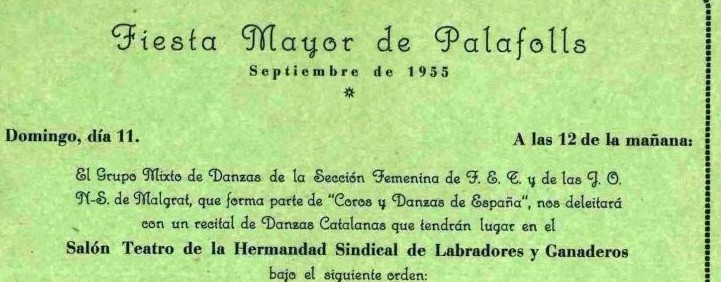 Fiesta Mayor de Palafolls
Septiembre de 1955
Domingo, día 11.
A las 12 de la mañana:
El Grupo Mixto de Danzas de la Sección Femenina de F. E. T. y de las J. O.
N-S. de Malgrat, que forma parte de "Coros y Danzas de España", nos deleitará
con un recital de Danzas Catalanas que tendrán lugar en el
Salón Teatro de la Hermandad Sindical de Labradores y Ganaderos
bajo el siguiente orden: